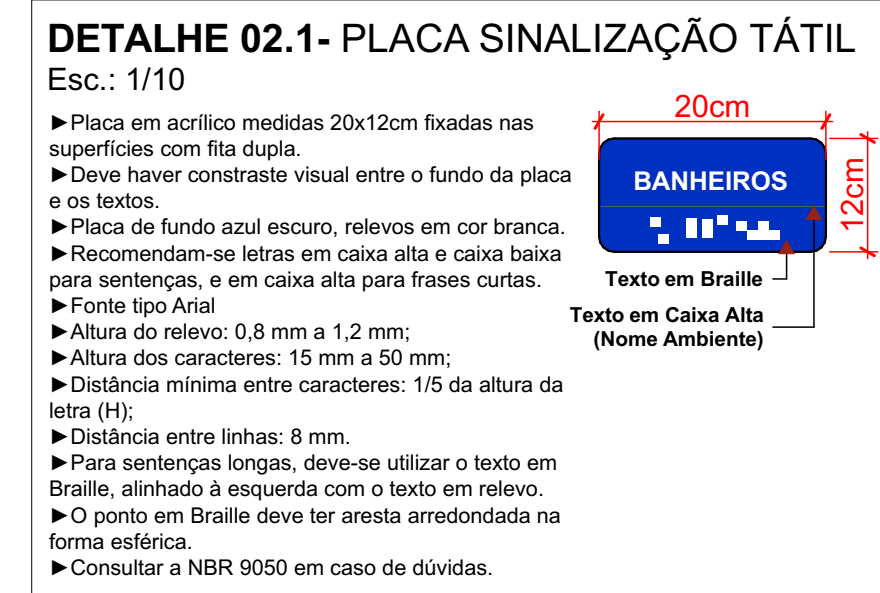 DETALHE 02.1- PLACA SINALIZAÇÃO TÁTIL
Esc.: 1/10
►Placa em acrílico medidas 20x12cm fixadas nas
superfícies com fita dupla.
►Deve haver constraste visual entre o fundo da placa
e os textos.
►Placa de fundo azul escuro, relevos em cor branca.
►Recomendam-se letras em caixa alta e caixa baixa
para sentenças, e em caixa alta para frases curtas.
►Fonte tipo Arial
►Altura do relevo: 0,8 mm a 1,2 mm;
►Altura dos caracteres: 15 mm a 50 mm;
►Distância mínima entre caracteres: 1/5 da altura da
letra (H);
►Distância entre linhas: 8 mm.
►Para sentenças longas, deve-se utilizar o texto em
Braille, alinhado à esquerda com o texto em relevo.
►O ponto em Braille deve ter aresta arredondada na
forma esférica.
►Consultar a NBR 9050 em caso de dúvidas.
20cm
BANHEIROS
12cm
Texto em Braille
Texto em Caixa Alta
(Nome Ambiente)